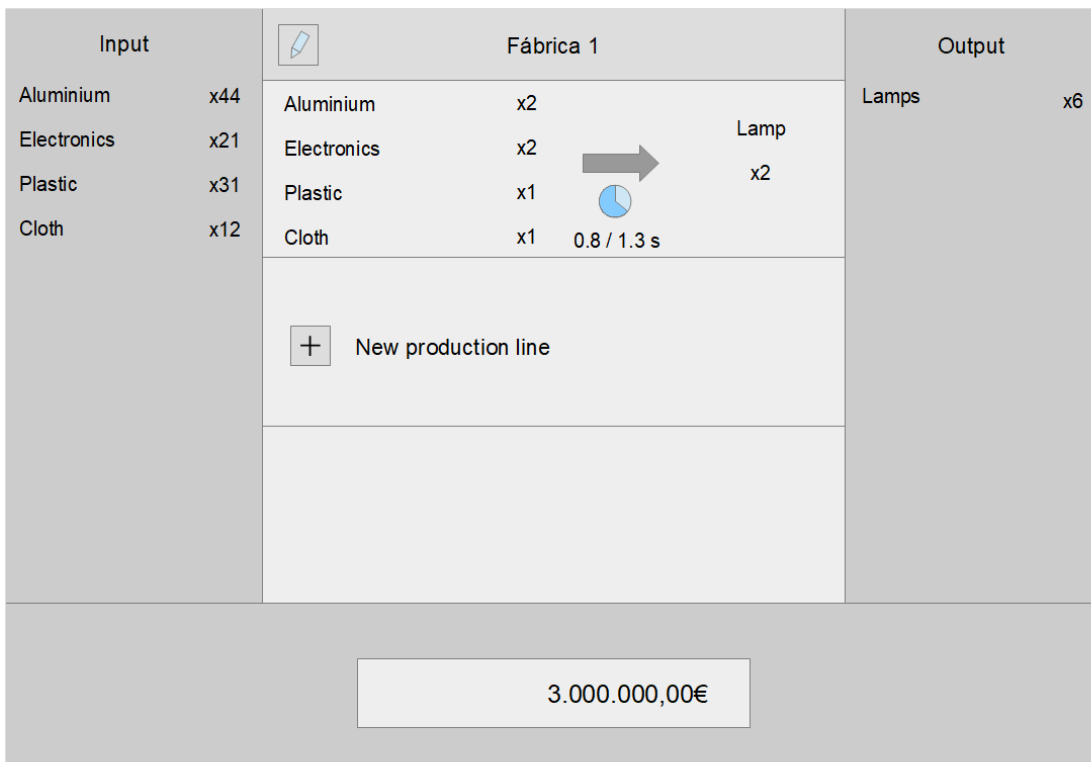 Input
Aluminium x44
Electronics x21
Plastic x31
Cloth x12
Fábrica 1
Aluminium x2
Electronics x2
Plastic x1
Cloth x1
0.8 / 1.3 s
Lamp
x2
+ New production line
Output
Lamps x6
3.000.000,00€